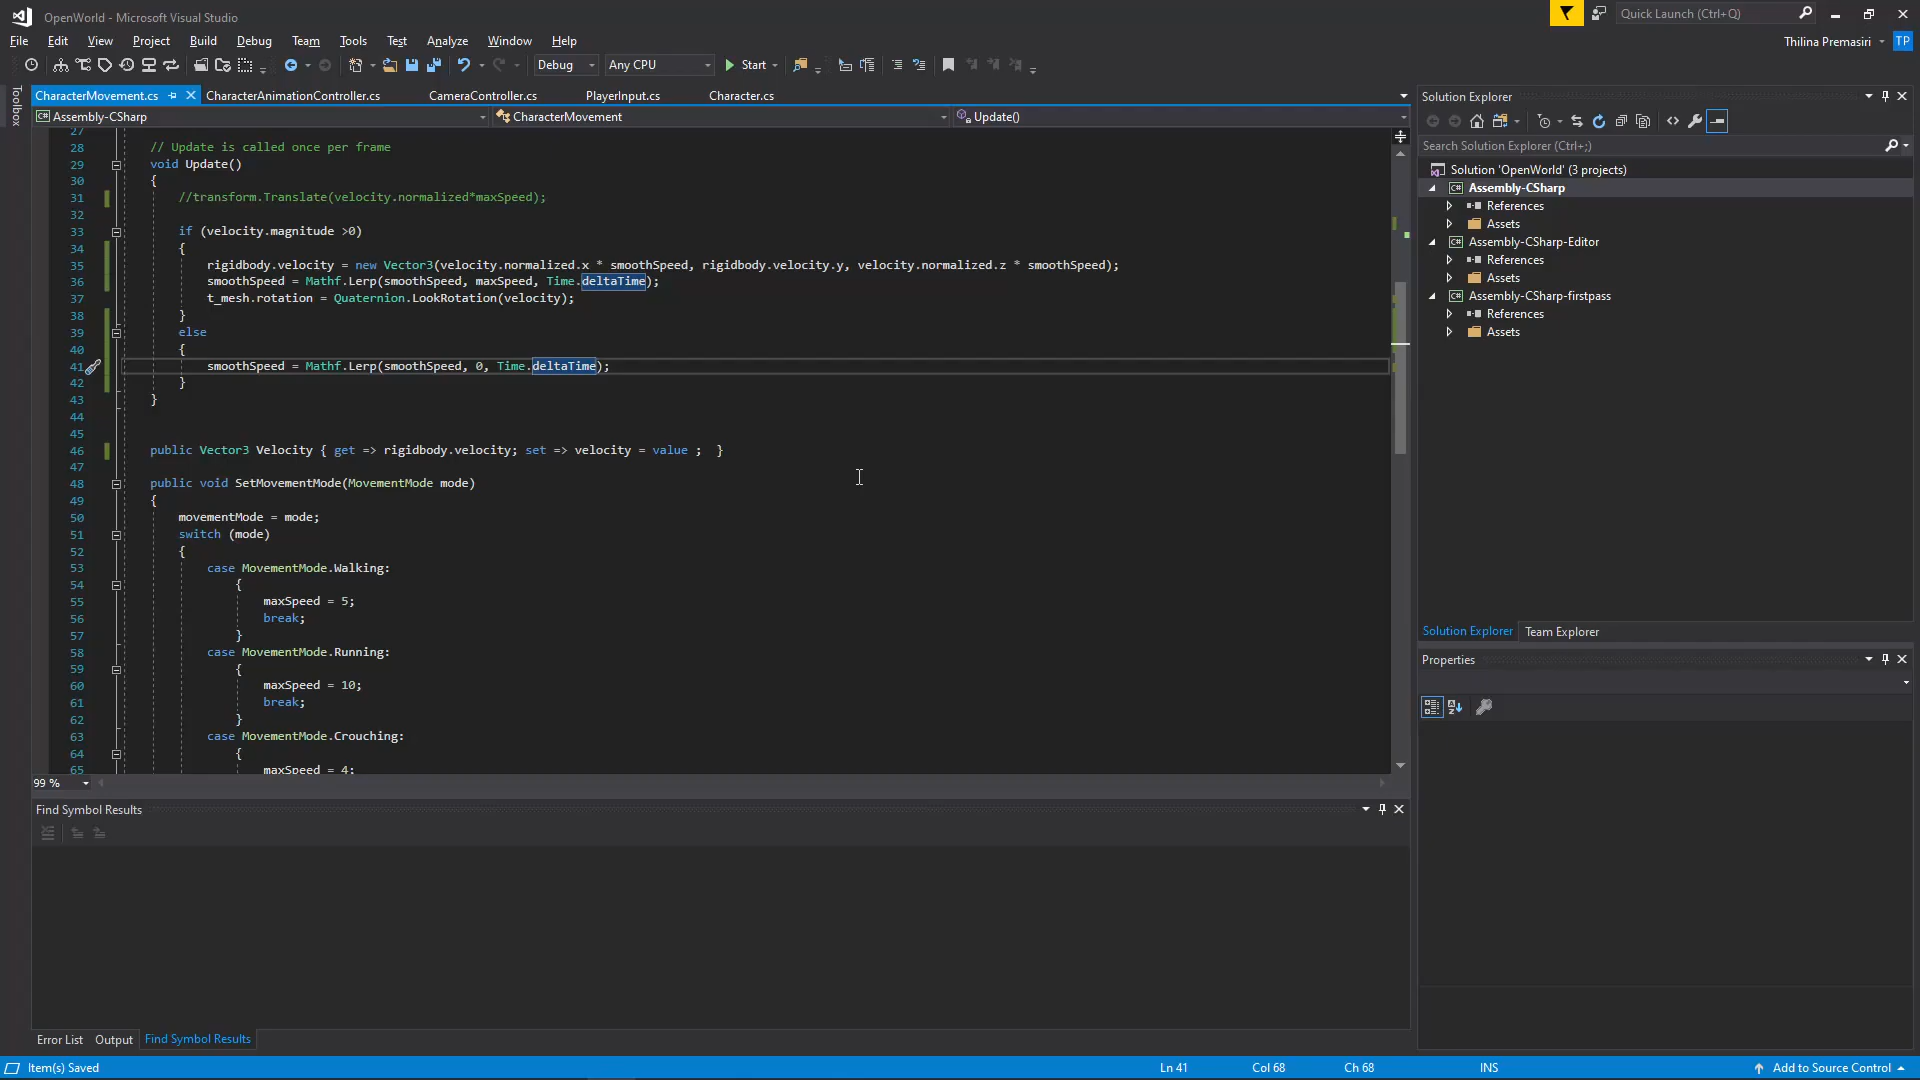 OpenWorld - Microsoft Visual Studio
Quick Launch (Ctrl+Q)
File Edit View Project Build Debug Team Tools Test Analyze Window Help
Thilina Premasiri TP
Debug Any CPU Start
Toolbox
CharacterMovement.cs CharacterAnimationController.cs CameraController.cs PlayerInput.cs Character.cs
Assembly-CSharp CharacterMovement Update()
27
28 // Update is called once per frame
29 void Update()
30 {
31 //transform.Translate(velocity.normalized*maxSpeed);
32
33 if (velocity.magnitude >0)
34 {
35 rigidbody.velocity = new Vector3(velocity.normalized.x * smoothSpeed, rigidbody.velocity.y, velocity.normalized.z * smoothSpeed);
36 smoothSpeed = Mathf.Lerp(smoothSpeed, maxSpeed, Time.deltaTime);
37 t_mesh.rotation = Quaternion.LookRotation(velocity);
38 }
39 else
40 {
41 smoothSpeed = Mathf.Lerp(smoothSpeed, 0, Time.deltaTime);
42 }
43 }
44
45
46 public Vector3 Velocity { get => rigidbody.velocity; set => velocity = value ; }
47
48 public void SetMovementMode(MovementMode mode)
49 {
50 movementMode = mode;
51 switch (mode)
52 {
53 case MovementMode.Walking:
54 {
55 maxSpeed = 5;
56 break;
57 }
58 case MovementMode.Running:
59 {
60 maxSpeed = 10;
61 break;
62 }
63 case MovementMode.Crouching:
64 {
65 maxSpeed = 4;
99 %
Find Symbol Results
Error List Output Find Symbol Results
Solution Explorer
Search Solution Explorer (Ctrl+;)
Solution 'OpenWorld' (3 projects)
C# Assembly-CSharp
References
Assets
C# Assembly-CSharp-Editor
References
Assets
C# Assembly-CSharp-firstpass
References
Assets
Solution Explorer Team Explorer
Properties
Item(s) Saved Ln 41 Col 68 Ch 68 INS Add to Source Control